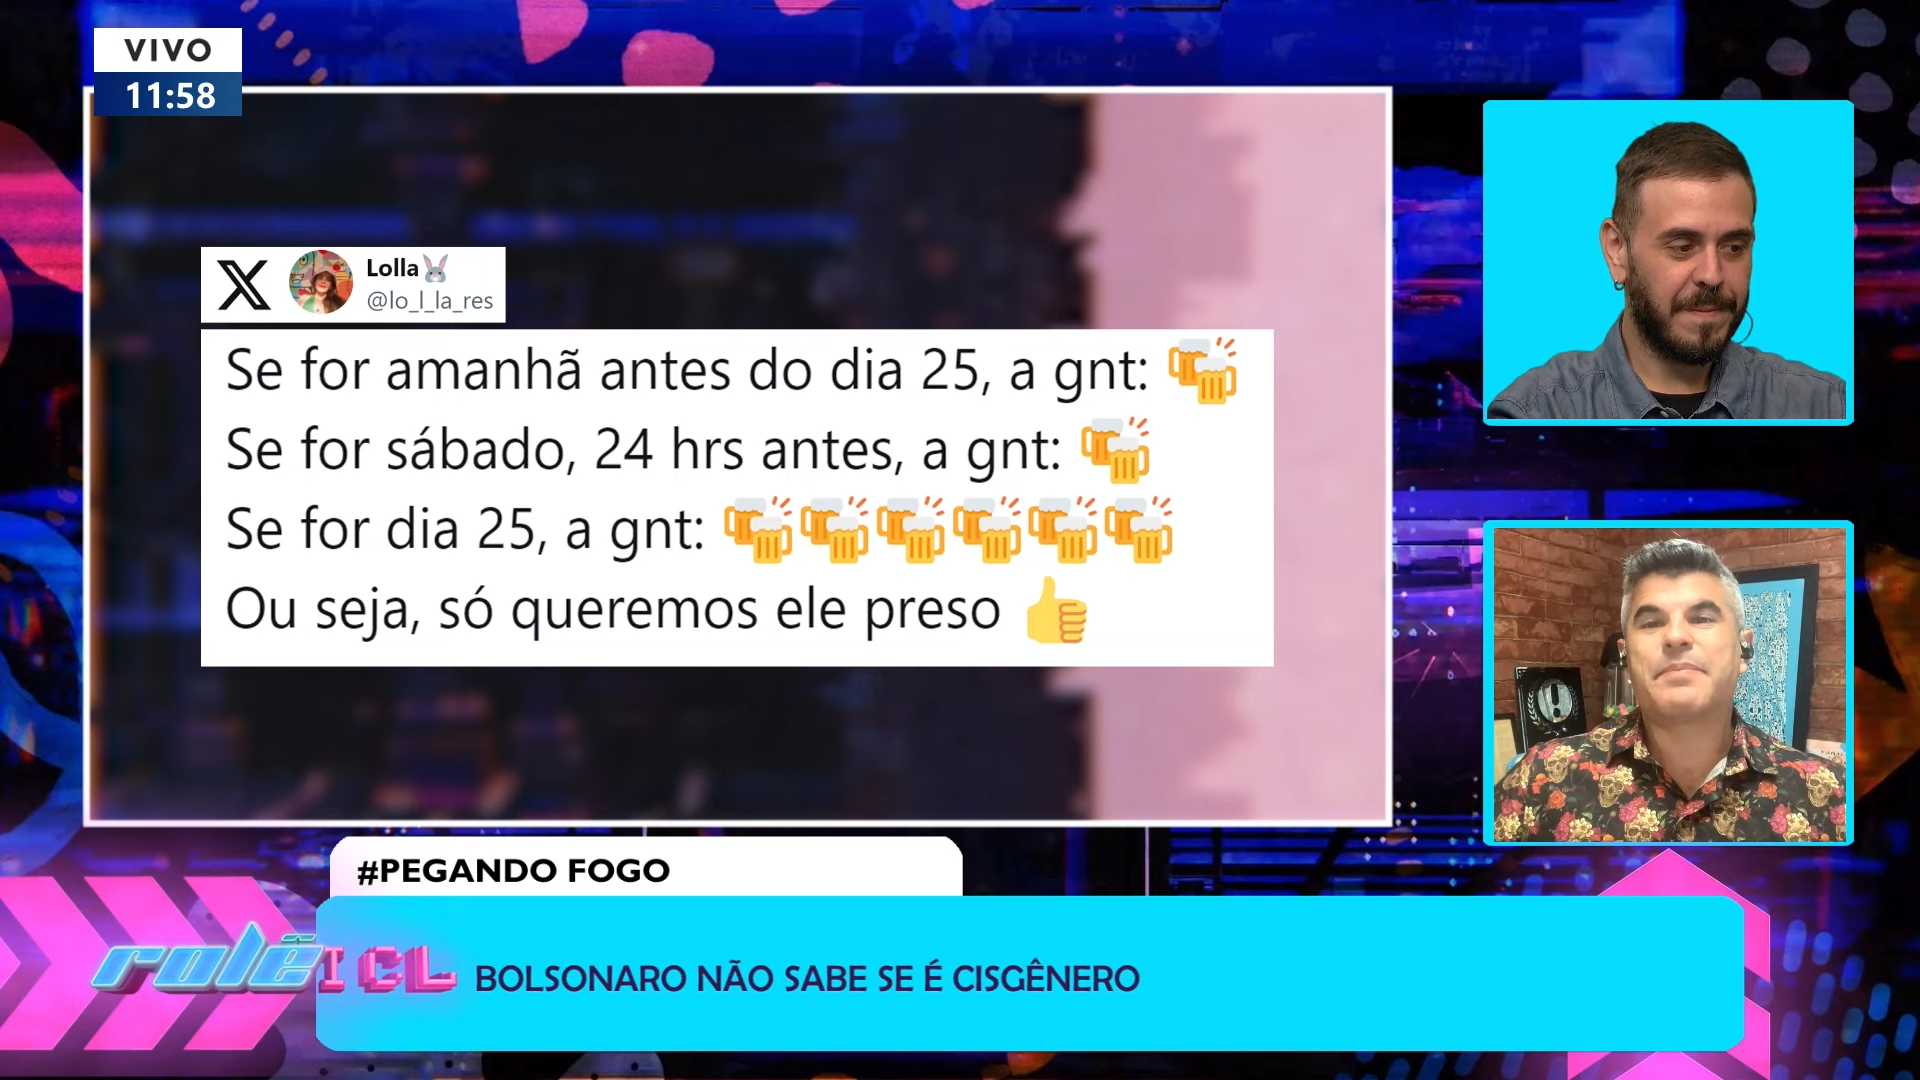 VIVO
11:58
Lolla🐰
@lo_l_la_res
Se for amanhã antes do dia 25, a gnt: 🍻
Se for sábado, 24 hrs antes, a gnt: 🍻
Se for dia 25, a gnt: 🍻🍻🍻🍻🍻🍻
Ou seja, só queremos ele preso 👍
#PEGANDO FOGO
rolê ICL
BOLSONARO NÃO SABE SE É CISGÊNERO